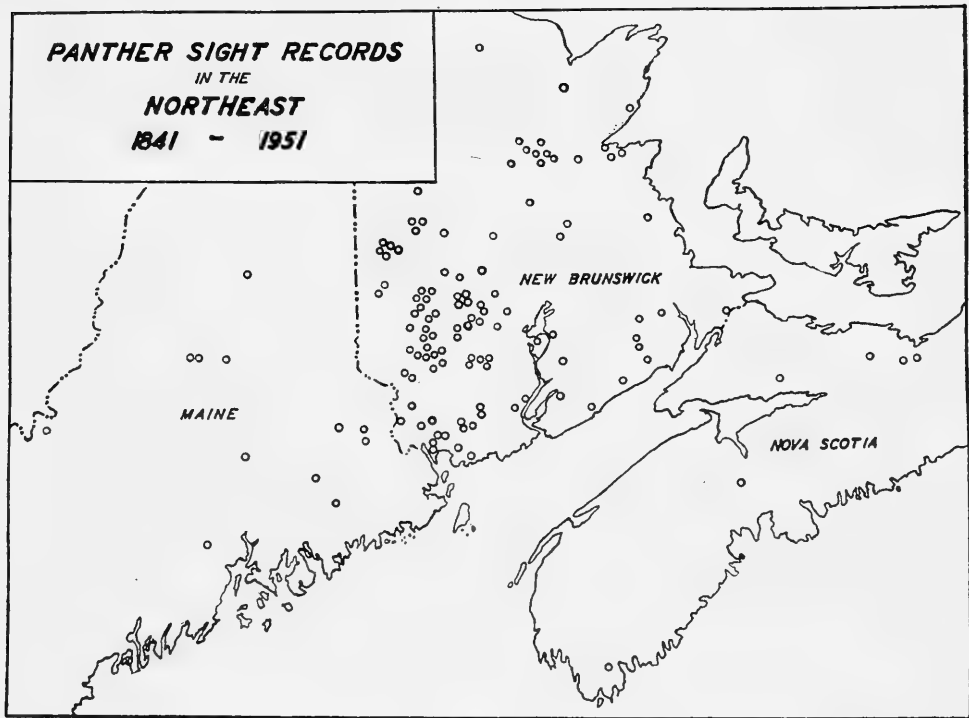 PANTHER SIGHT RECORDS
IN THE
NORTHEAST
1841 - 1951
NEW BRUNSWICK
MAINE
NOVA SCOTIA